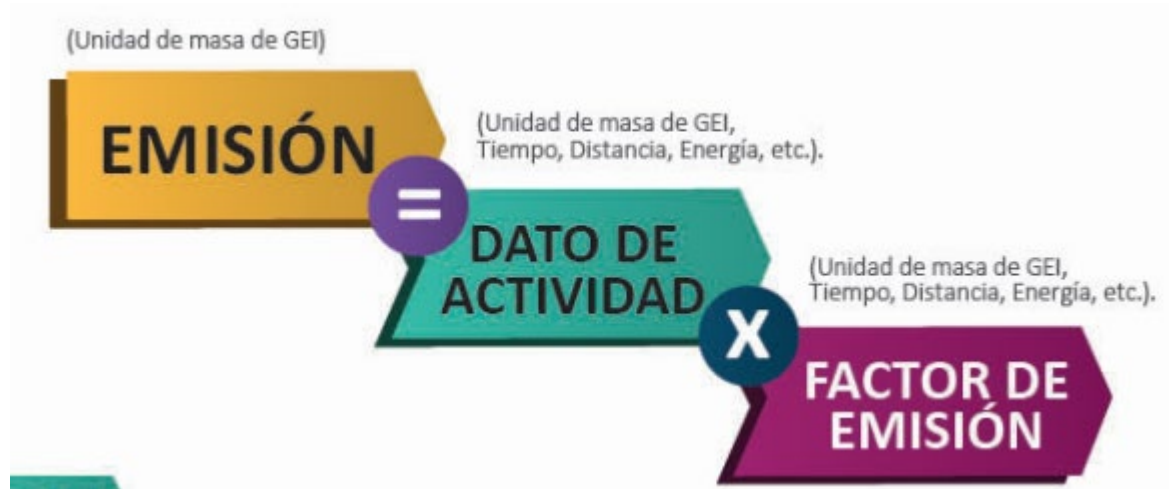 (Unidad de masa de GEI)
EMISIÓN
=
(Unidad de masa de GEI,
Tiempo, Distancia, Energía, etc.).
DATO DE
ACTIVIDAD
X
(Unidad de masa de GEI,
Tiempo, Distancia, Energía, etc.).
FACTOR DE
EMISIÓN